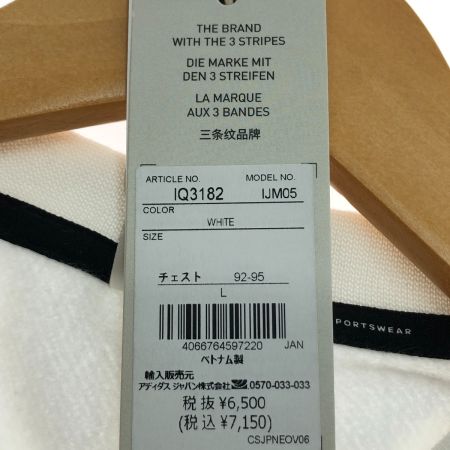 THE BRAND
WITH THE 3 STRIPES
DIE MARKE MIT
DEN 3 STREIFEN
LA MARQUE
AUX 3 BANDES
三条纹品牌
ARTICLE NO. MODEL NO.
IQ3182 IJM05
COLOR
WHITE
SIZE
チェスト 92-95
L
4066764597220 JAN
ベトナム製
輸入販売元
アディダス ジャパン株式会社 0570-033-033
税抜 ¥6,500
(税込 ¥7,150)
CSJPNEOV06
PORTSWEAR